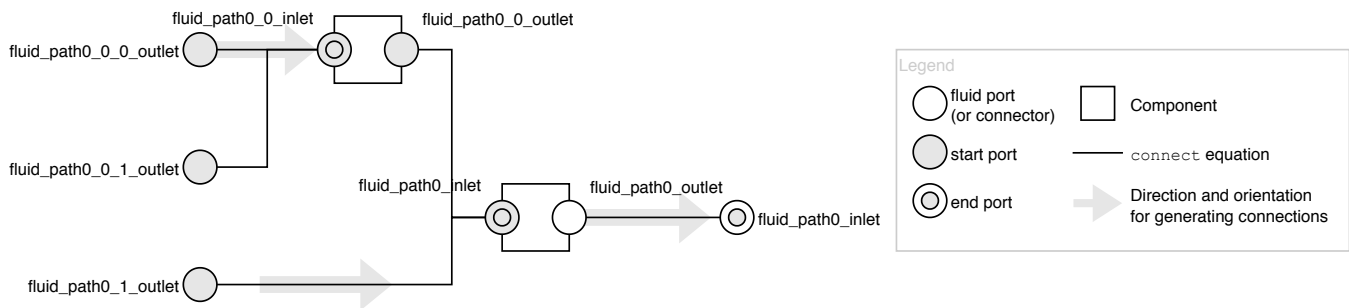 fluid_path0_0_inlet
fluid_path0_0_outlet
fluid_path0_0_0_outlet
fluid_path0_0_1_outlet
fluid_path0_inlet
fluid_path0_outlet
fluid_path0_inlet
fluid_path0_1_outlet
Legend
fluid port
(or connector)
Component
start port
connect equation
end port
Direction and orientation
for generating connections